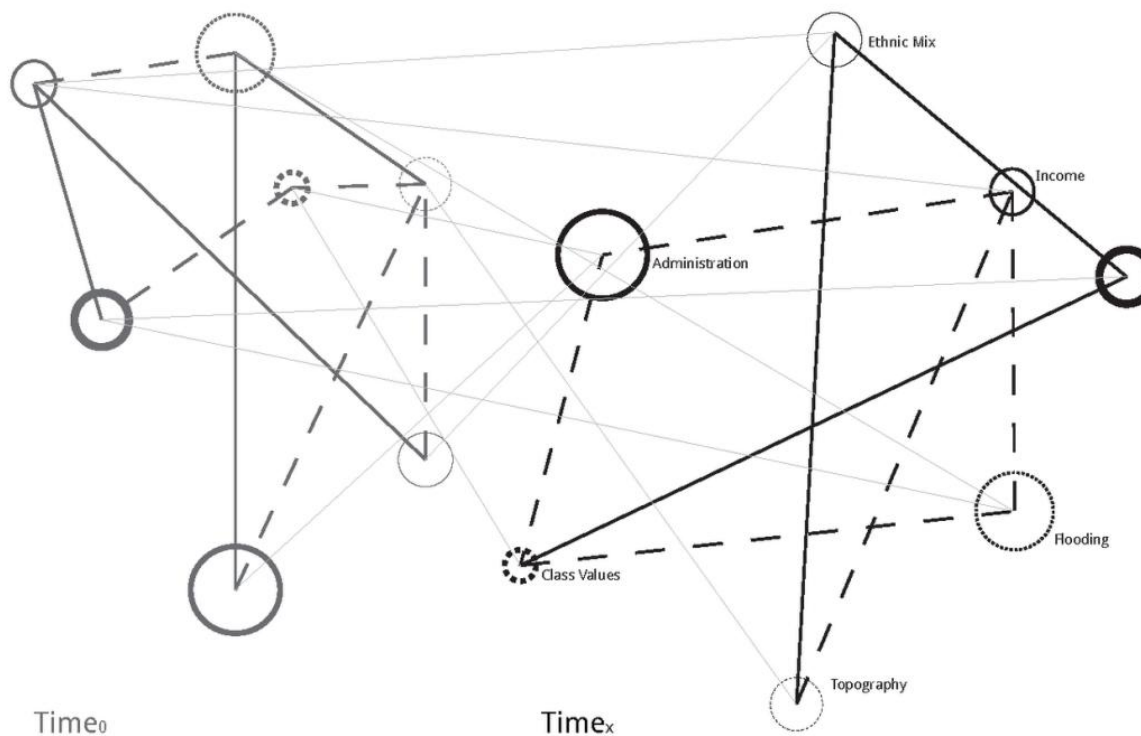 Ethnic Mix
Income
Administration
Flooding
Class Values
Topography
Time₀
Timeₓ